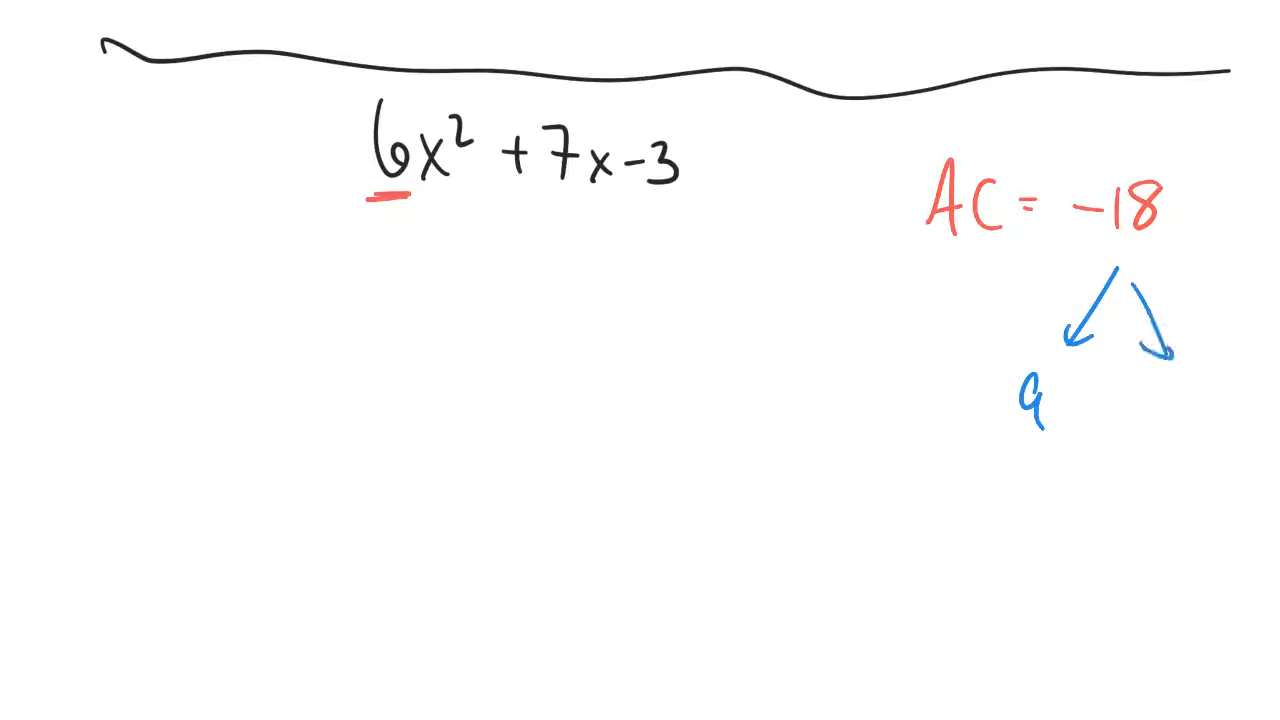 6x² + 7x - 3
AC = -18
9